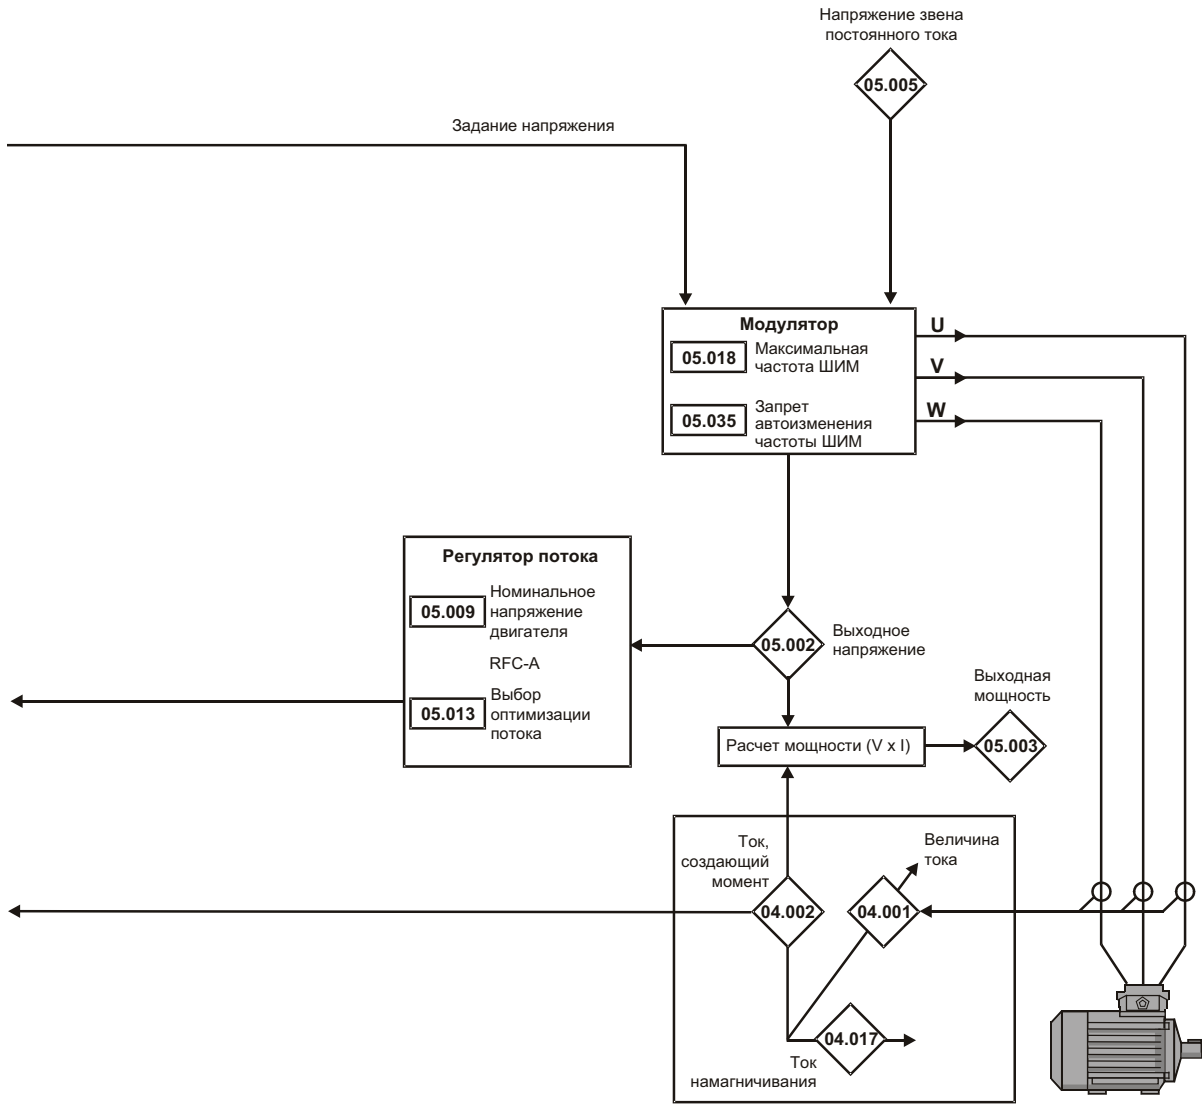 Напряжение звена
постоянного тока
05.005
Задание напряжения
Модулятор
05.018
Максимальная
частота ШИМ
05.035
Запрет
автоизменения
частоты ШИМ
U
V
W
Регулятор потока
05.009
Номинальное
напряжение
двигателя
RFC-A
05.013
Выбор
оптимизации
потока
05.002
Выходное
напряжение
Выходная
мощность
05.003
Расчет мощности (V x I)
Ток,
создающий
момент
04.002
Величина
тока
04.001
04.017
Ток
намагничивания